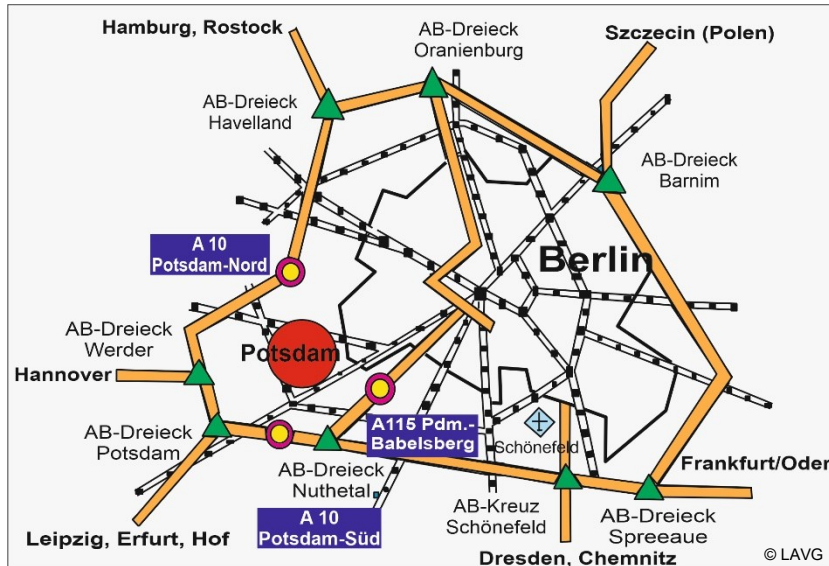 Hamburg, Rostock
AB-Dreieck
Oranienburg
Szczecin (Polen)
AB-Dreieck
Havelland
AB-Dreieck
Barnim
A 10
Potsdam-Nord
Berlin
AB-Dreieck
Werder
Potsdam
Hannover
AB-Dreieck
Potsdam
A115 Pdm.-
Babelsberg
Schönefeld
AB-Dreieck
Nuthetal
Frankfurt/Oder
AB-Kreuz
Schönefeld
AB-Dreieck
Spreeaue
A 10
Potsdam-Süd
Leipzig, Erfurt, Hof
Dresden, Chemnitz
© LAVG